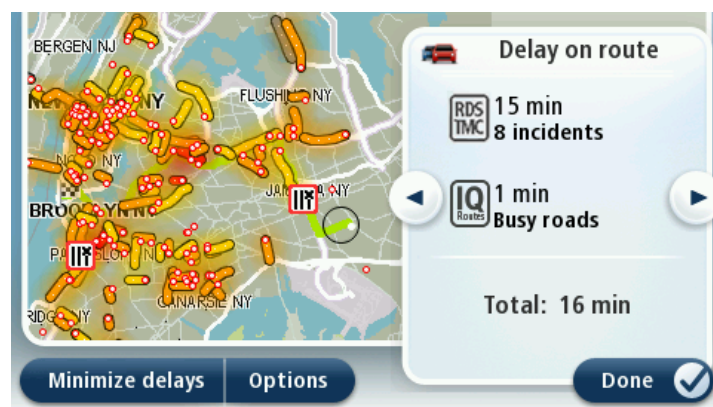 BERGEN NJ
FLUSHING NY
NY
JAMAICA NY
BROOKLYN NY
CANARSIE NY
NY
Delay on route
RDS
TMC
15 min
8 incidents
IQ
Routes
1 min
Busy roads
Total: 16 min
Minimize delays
Options
Done